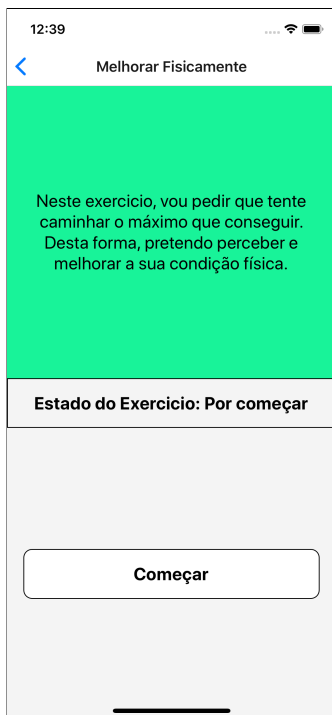 12:39
Melhorar Fisicamente
Neste exercicio, vou pedir que tente
caminhar o máximo que conseguir.
Desta forma, pretendo perceber e
melhorar a sua condição física.
Estado do Exercicio: Por começar
Começar